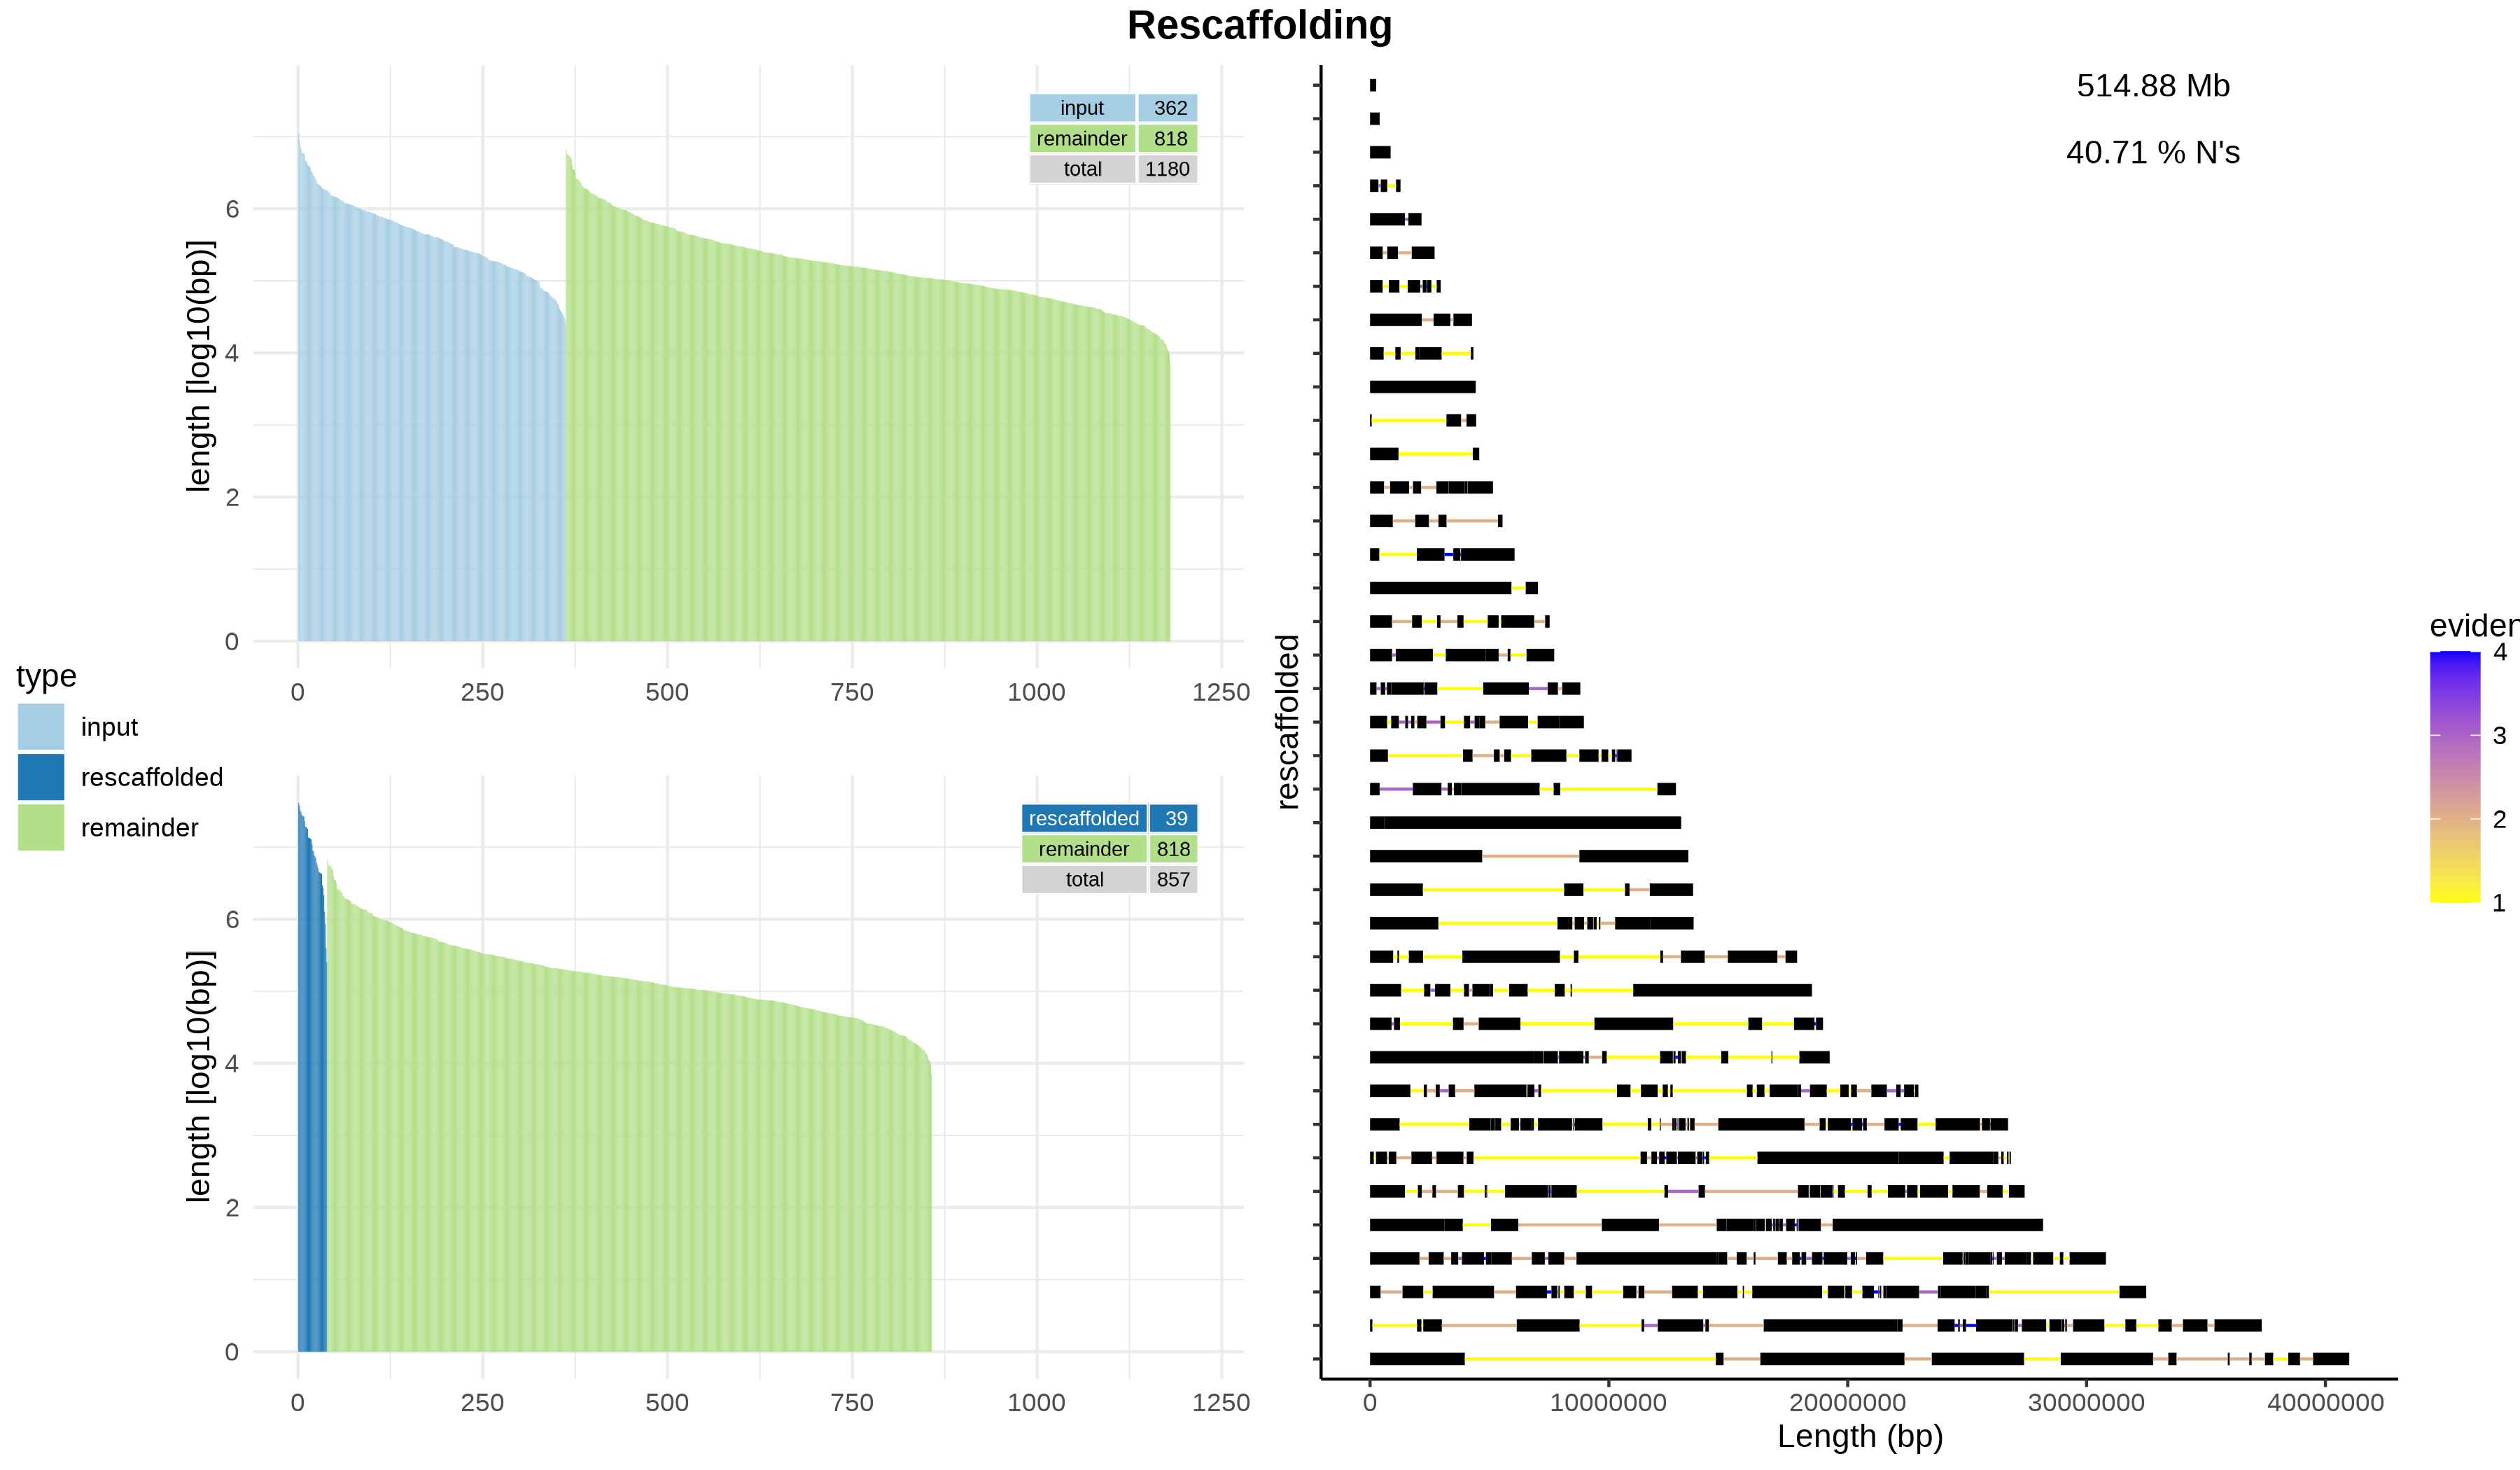 Rescaffolding
type
input
rescaffolded
remainder
length [log10(bp)]
6
4
2
0
0 250 500 750 1000 1250
input 362
remainder 818
total 1180
length [log10(bp)]
6
4
2
0
0 250 500 750 1000 1250
rescaffolded 39
remainder 818
total 857
514.88 Mb
40.71 % N's
rescaffolded
0 10000000 20000000 30000000 40000000
Length (bp)
eviden
4
3
2
1